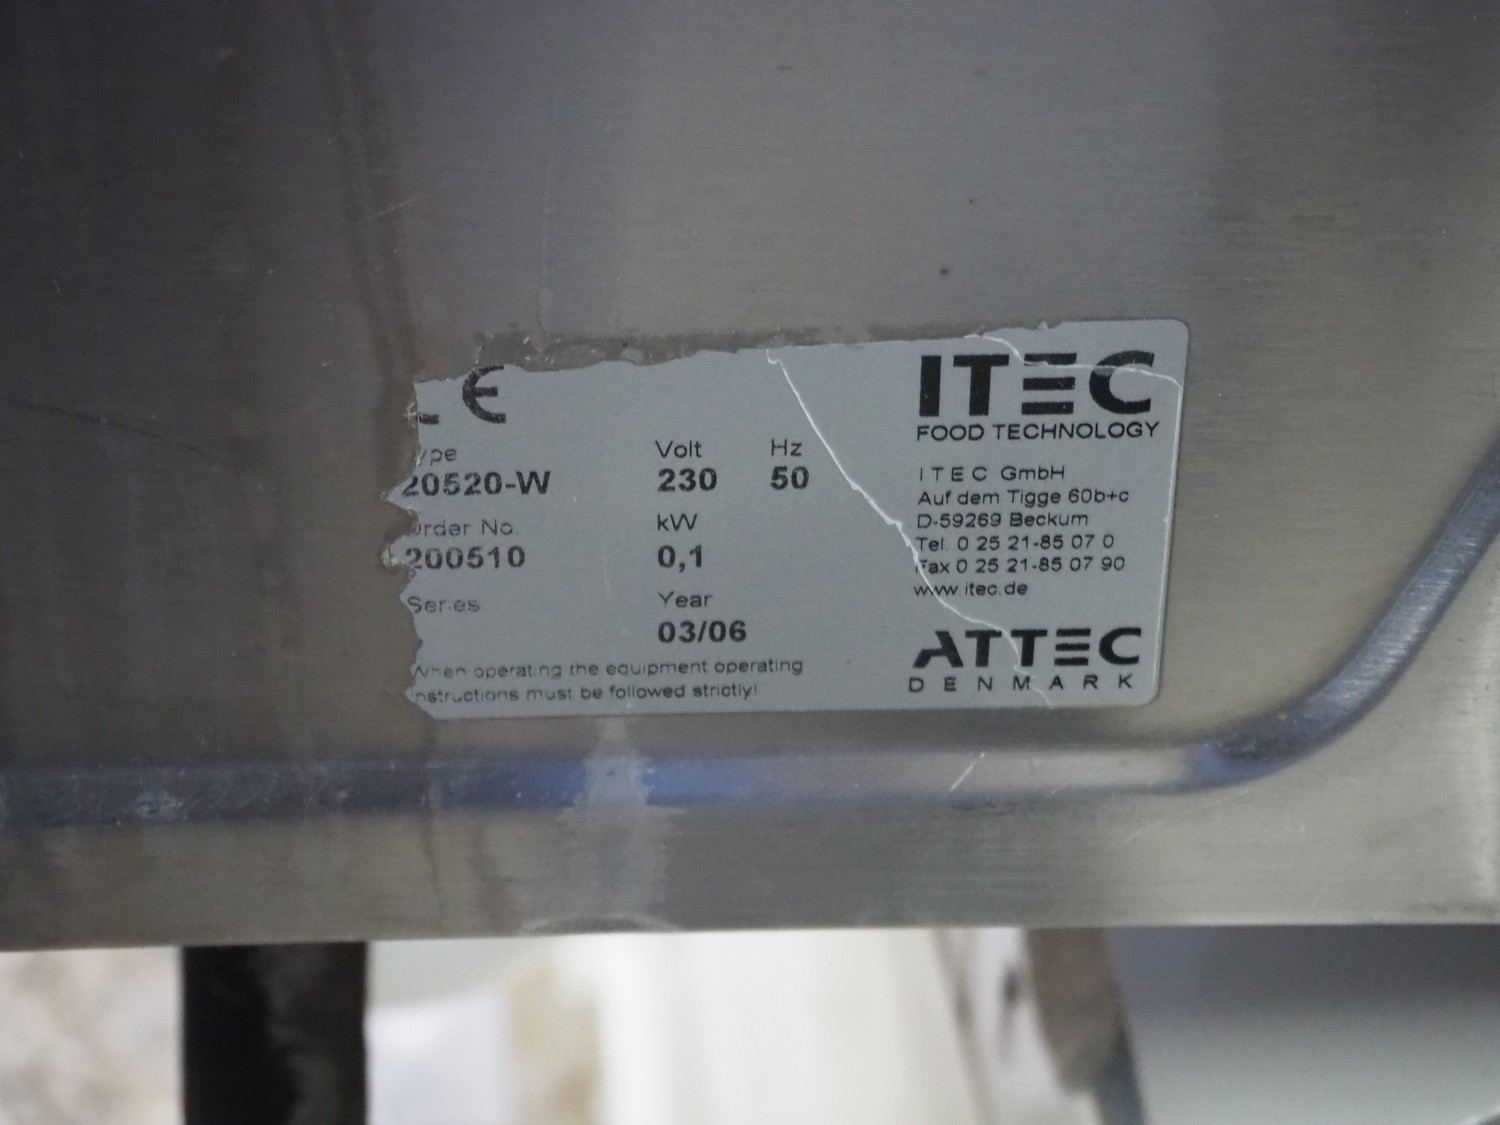 CE
ITEC
FOOD TECHNOLOGY
ype Volt Hz
20520-W 230 50
Order No. kW
200510 0,1
Series Year
03/06
When operating the equipment operating
instructions must be followed strictly!
ITEC GmbH
Auf dem Tigge 60b+c
D-59269 Beckum
Tel. 0 25 21-85 07 0
Fax 0 25 21-85 07 90
www.itec.de
ATTEC
DENMARK